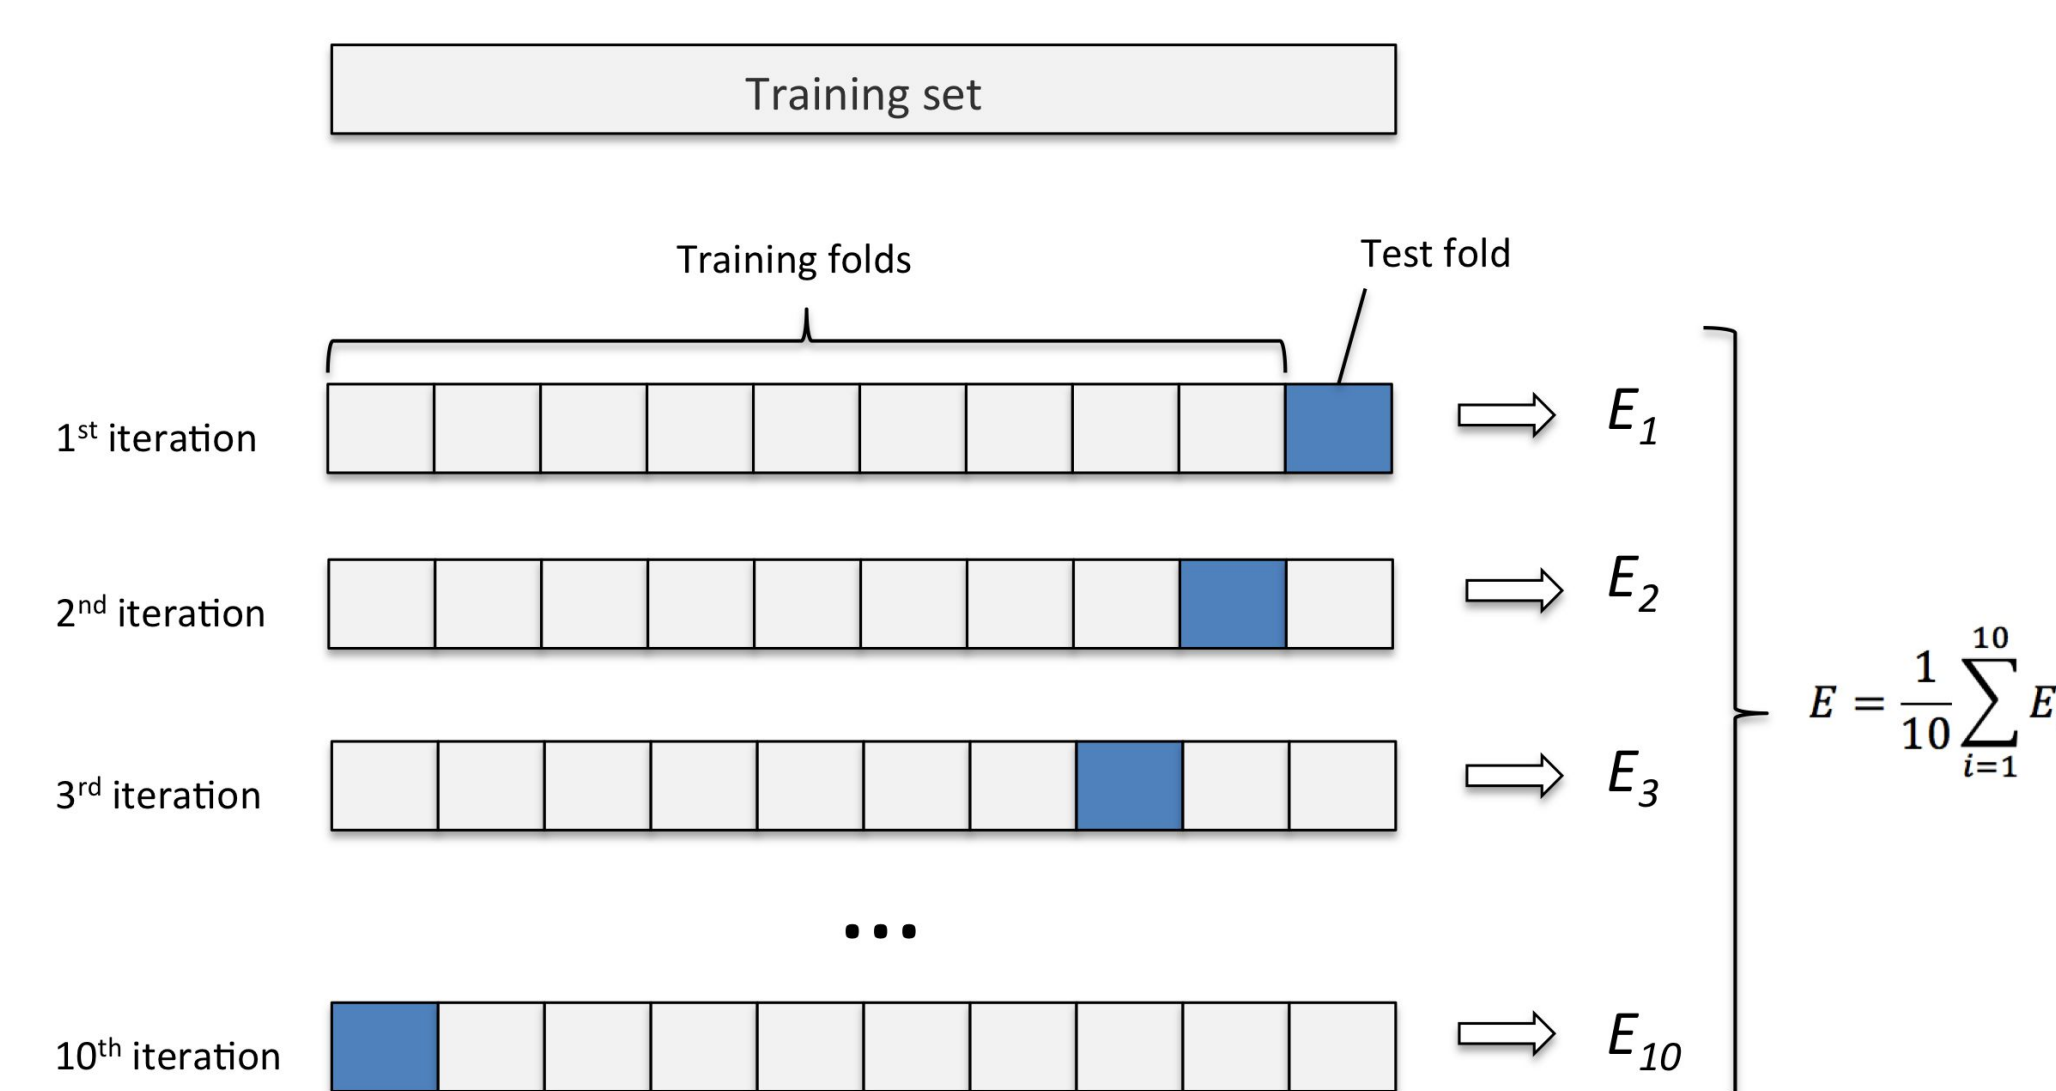 Training set
Training folds
Test fold
1st iteration
E1
2nd iteration
E2
3rd iteration
E3
E = 1/10 ∑ i=1 10 E
...
10th iteration
E10